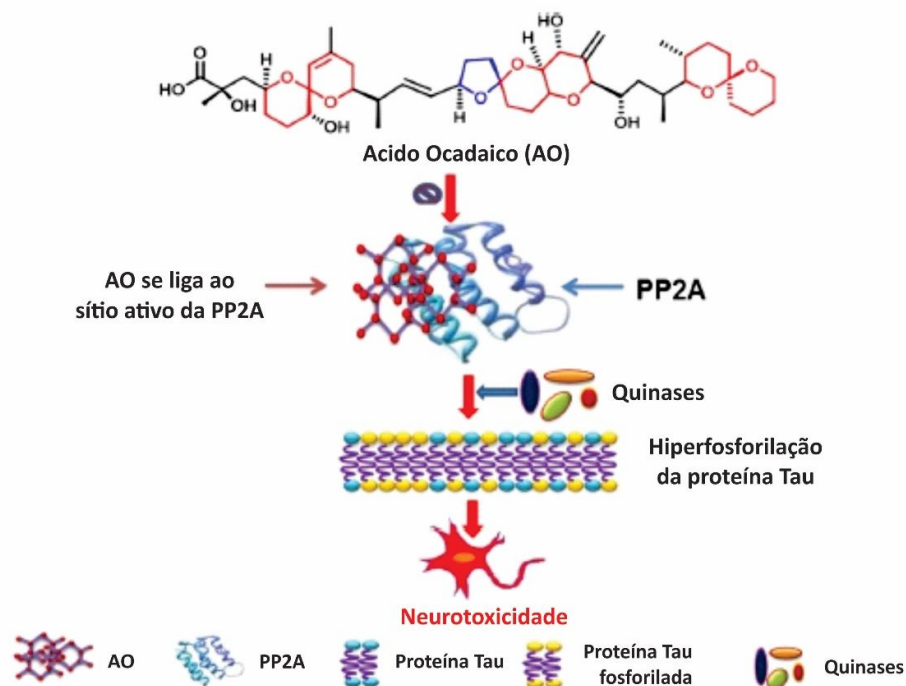 O
HO
OH
H
O
O
OH
H
O
O
H
OH
O
OH
O
O
Acido Ocadaico (AO)
AO se liga ao
sítio ativo da PP2A
PP2A
Quinases
Hiperfosforilação
da proteína Tau
Neurotoxicidade
AO
PP2A
Proteína Tau
Proteína Tau
fosforilada
Quinases